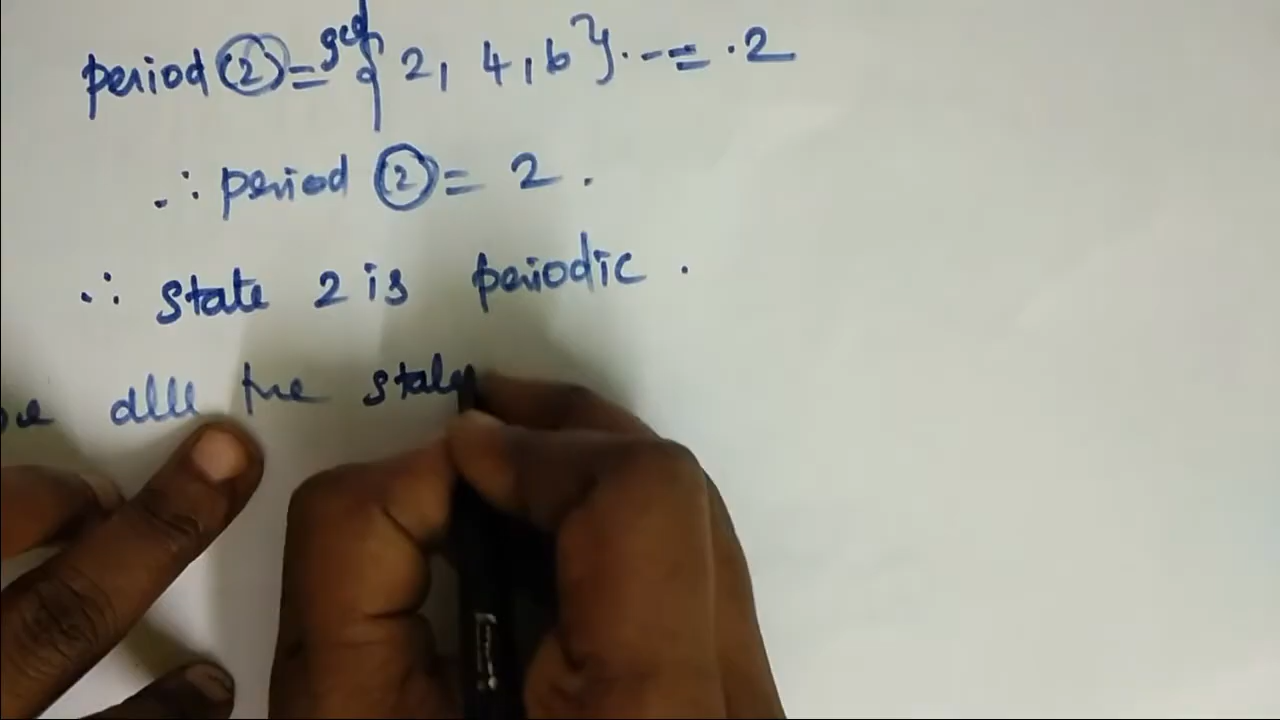 period ② = gcd { 2, 4, 6 } . - = . 2
∴ period ② = 2 .
∴ state 2 is periodic .
all the state